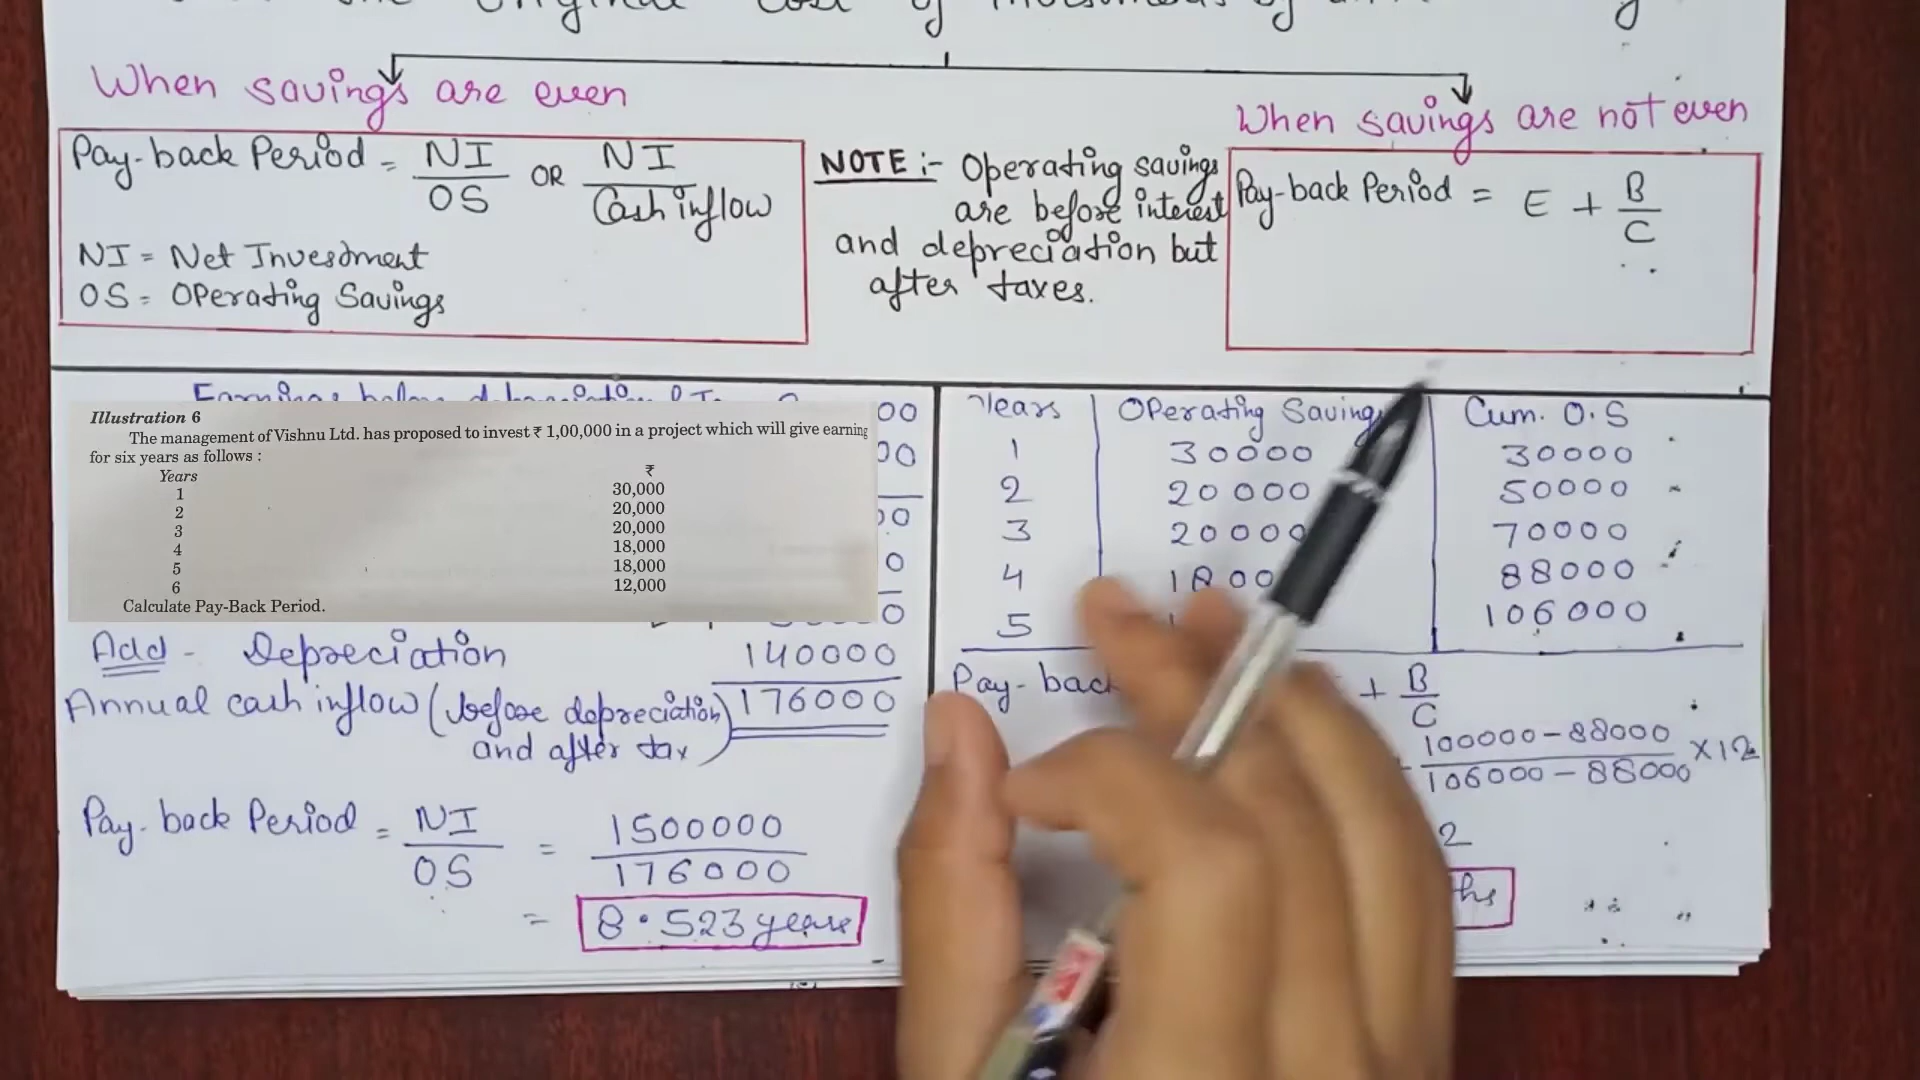 When savings are even
Pay-back Period = NI/OS OR NI/Cash inflow
NI = Net Investment
OS = Operating Savings
NOTE :- Operating savings
are before interest
and depreciation but
after taxes.
When savings are not even
Pay-back Period = E + B/C
Illustration 6
The management of Vishnu Ltd. has proposed to invest ₹ 1,00,000 in a project which will give earning
for six years as follows :
Years ₹
1 30,000
2 20,000
3 20,000
4 18,000
5 18,000
6 12,000
Calculate Pay-Back Period.
Add - Depreciation 140000
Annual cash inflow (before depreciation 176000
and after tax)
Pay-back Period = NI/OS = 1500000/176000
= 8.523 years
Years Operating Saving Cum. O.S
1 30000 30000
2 20000 50000
3 20000 70000
4 1800 88000
5 106000
Pay-back + B/C
100000-88000/106000-88000 × 12
2
ths